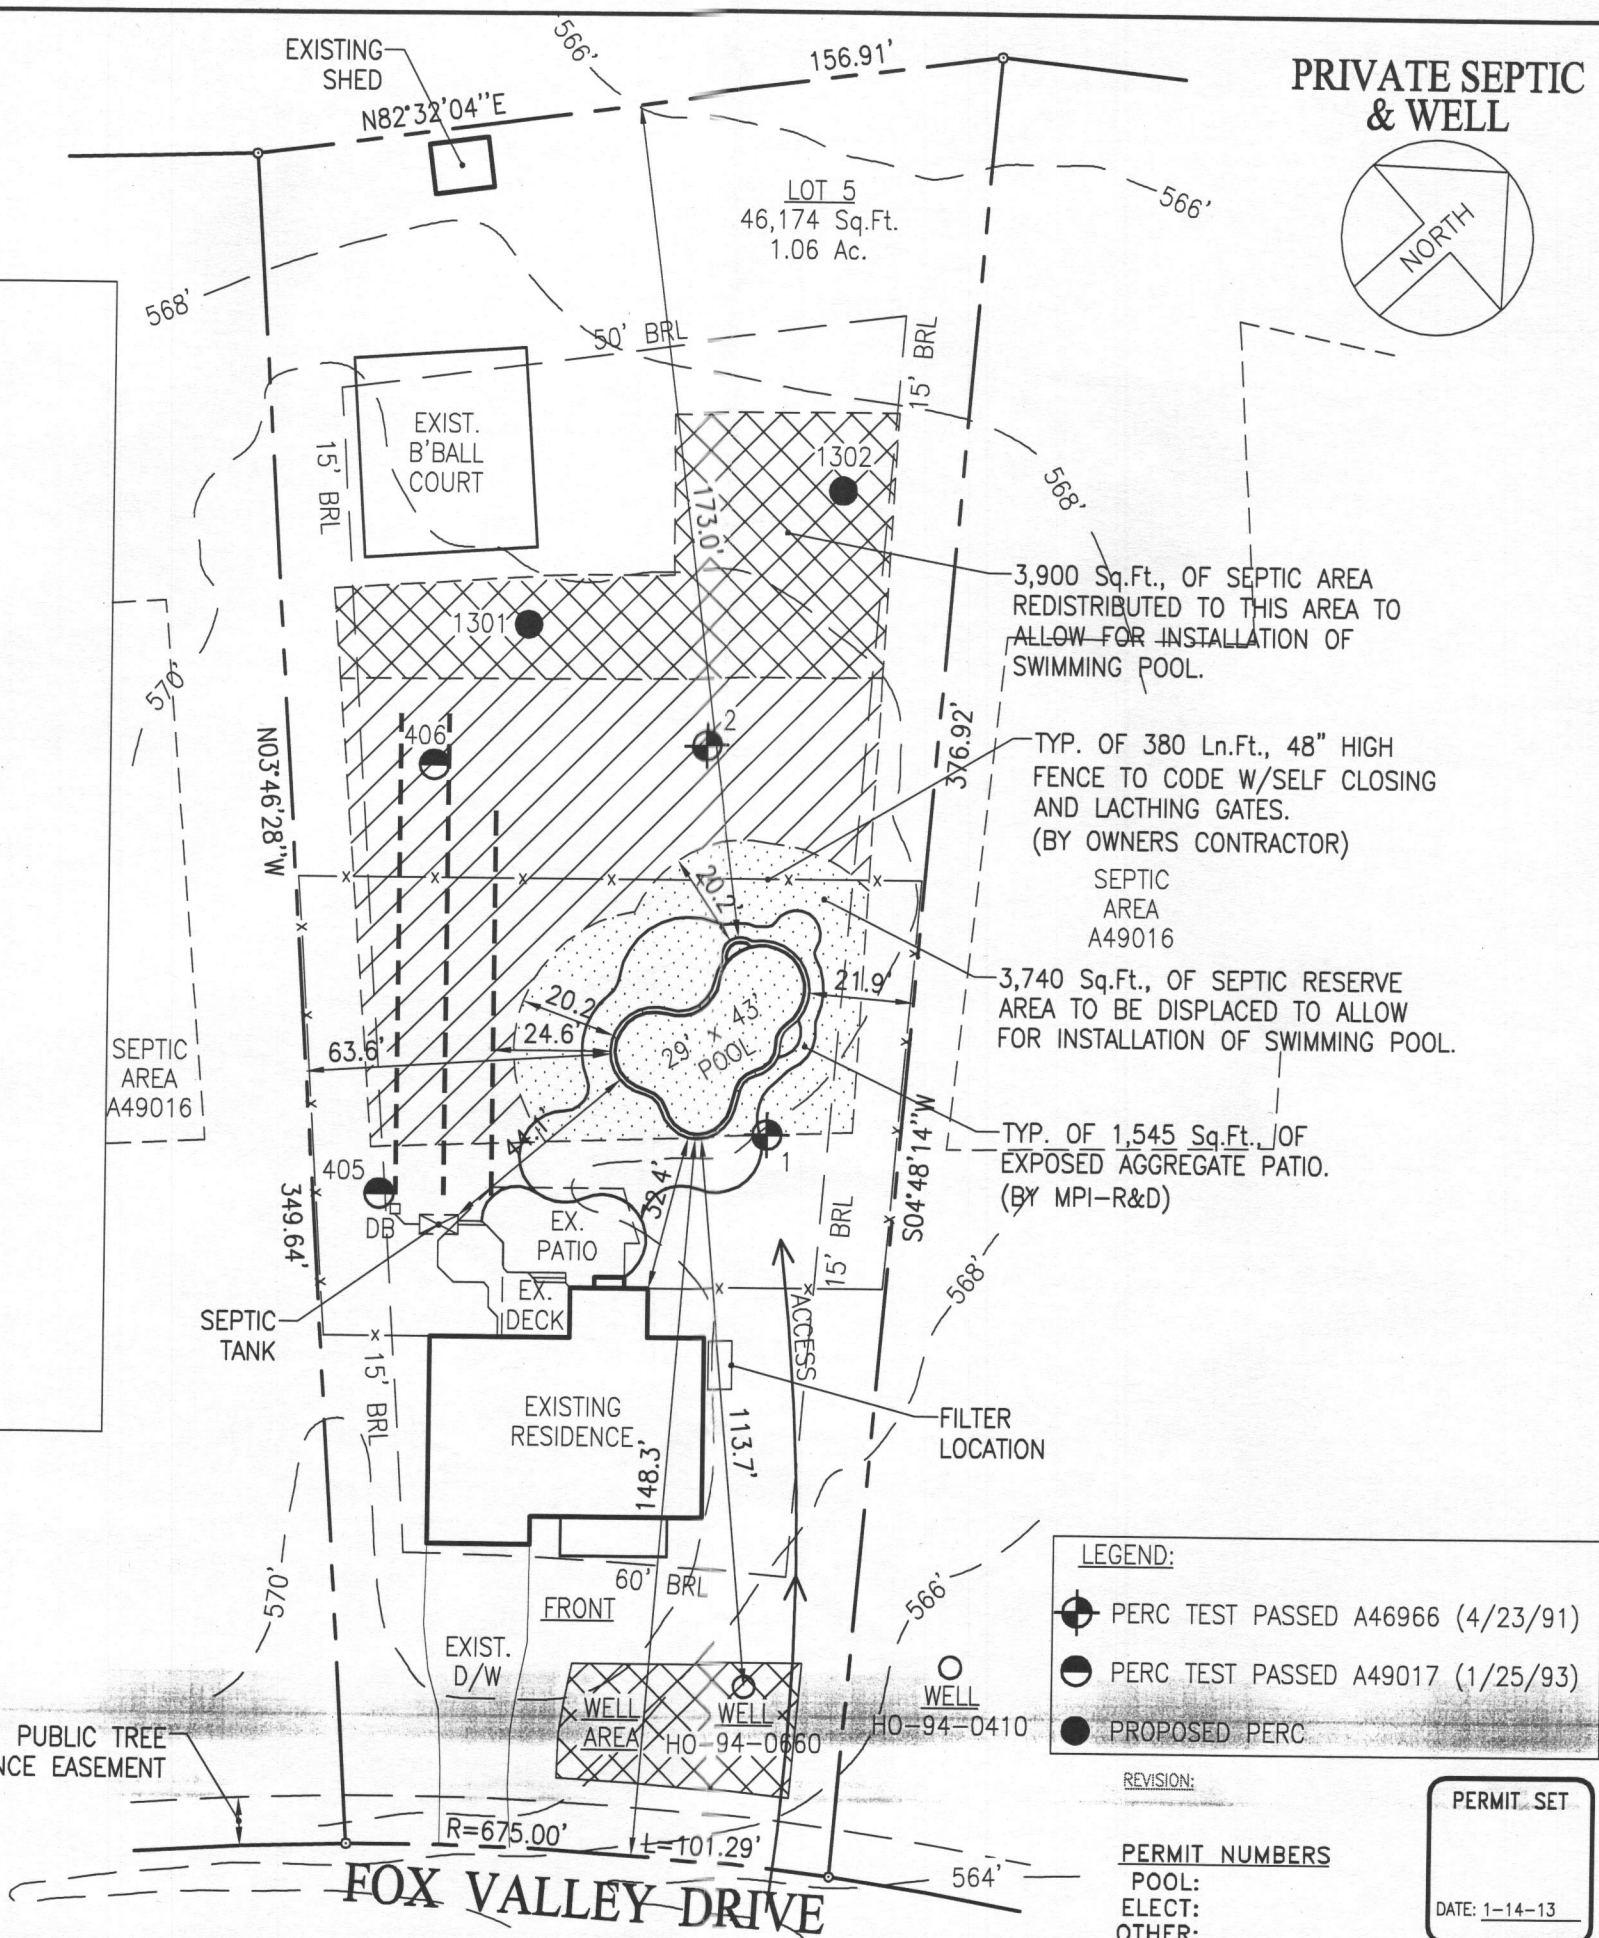 EXISTING
SHED
566'
156.91'
N82°32'04"E
PRIVATE SEPTIC
& WELL
NORTH
LOT 5
46,174 Sq.Ft.
1.06 Ac.
566'
568'
50' BRL
15' BRL
15' BRL
EXIST.
B'BALL
COURT
1302
173.0'
568'
3,900 Sq.Ft., OF SEPTIC AREA
REDISTRIBUTED TO THIS AREA TO
ALLOW FOR INSTALLATION OF
SWIMMING POOL.
1301
570'
406
2
N03°46'28"W
376.92'
TYP. OF 380 Ln.Ft., 48" HIGH
FENCE TO CODE W/SELF CLOSING
AND LACTHING GATES.
(BY OWNERS CONTRACTOR)
SEPTIC
AREA
A49016
20.2'
3,740 Sq.Ft., OF SEPTIC RESERVE
AREA TO BE DISPLACED TO ALLOW
FOR INSTALLATION OF SWIMMING POOL.
21.9'
20.2
24.6'
63.6'
29' x 43'
POOL
SEPTIC
AREA
A49016
44.1'
1
TYP. OF 1,545 Sq.Ft., OF
EXPOSED AGGREGATE PATIO.
(BY MPI-R&D)
S04°48'14"W
405
DB
349.64'
32.4'
EX.
PATIO
15' BRL
568'
EX.
DECK
SEPTIC
TANK
ACCESS
15' BRL
EXISTING
RESIDENCE
148.3'
113.7'
FILTER
LOCATION
60' BRL
FRONT
570'
566'
EXIST.
D/W
WELL
AREA
WELL
HO-94-0660
WELL
HO-94-0410
LEGEND:
PERC TEST PASSED A46966 (4/23/91)
PERC TEST PASSED A49017 (1/25/93)
PROPOSED PERC
PUBLIC TREE
NCE EASEMENT
REVISION:
PERMIT SET
DATE: 1-14-13
R=675.00'
L=101.29'
564'
FOX VALLEY DRIVE
PERMIT NUMBERS
POOL:
ELECT:
OTHER: